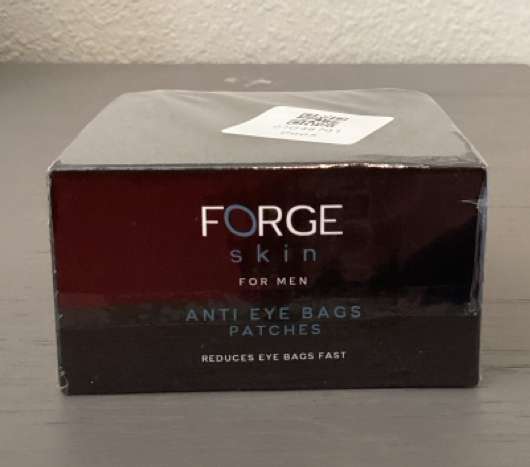 FORGE
skin
FOR MEN
ANTI EYE BAGS
PATCHES
REDUCES EYE BAGS FAST